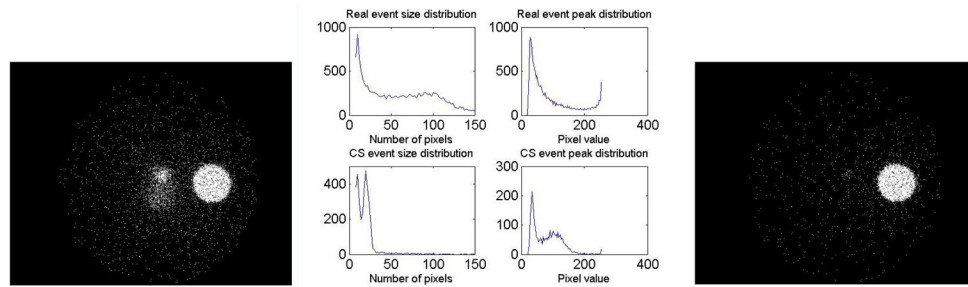 Real event size distribution
1000
500
0
0 50 100 150
Number of pixels
Real event peak distribution
1000
500
0
0 200 400
Pixel value
CS event size distribution
400
200
0
0 50 100 150
Number of pixels
CS event peak distribution
300
200
100
0
0 200 400
Pixel value